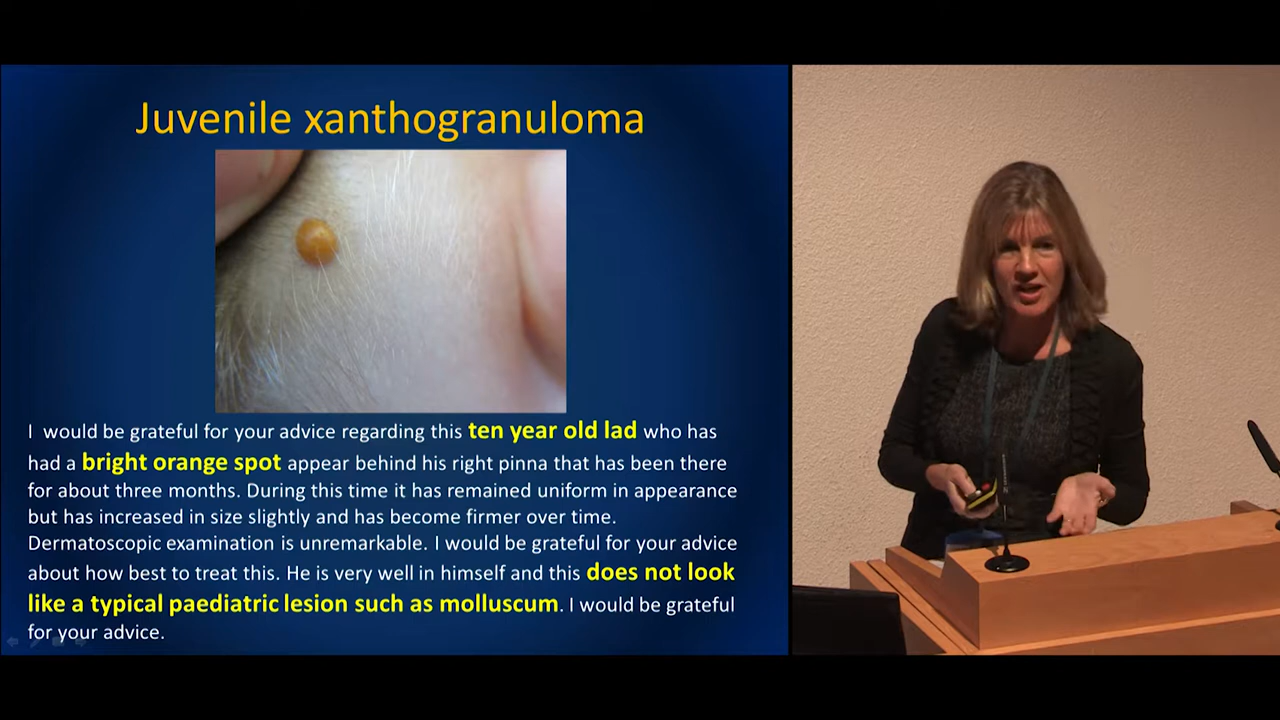 Juvenile xanthogranuloma
I would be grateful for your advice regarding this ten year old lad who has
had a bright orange spot appear behind his right pinna that has been there
for about three months. During this time it has remained uniform in appearance
but has increased in size slightly and has become firmer over time.
Dermatoscopic examination is unremarkable. I would be grateful for your advice
about how best to treat this. He is very well in himself and this does not look
like a typical paediatric lesion such as molluscum. I would be grateful
for your advice.